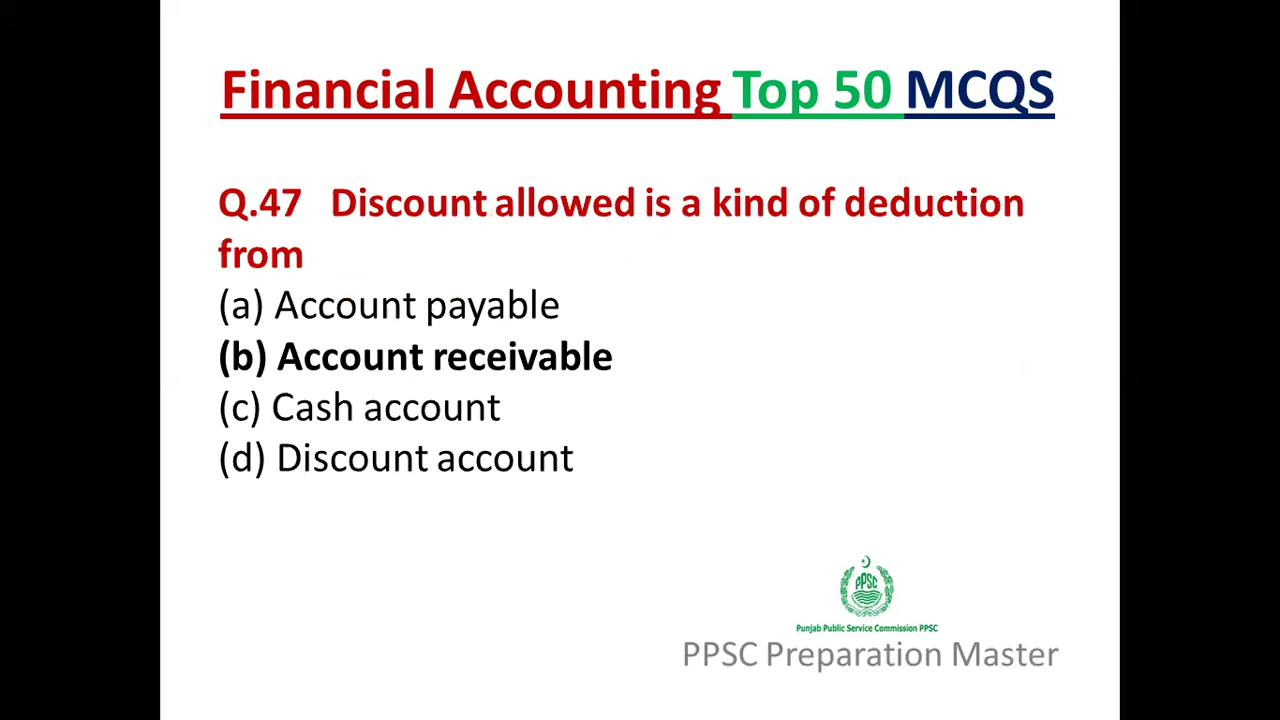 Financial Accounting Top 50 MCQS
Q.47 Discount allowed is a kind of deduction
from
(a) Account payable
(b) Account receivable
(c) Cash account
(d) Discount account
PPSC
Punjab Public Service Commission PPSC
PPSC Preparation Master